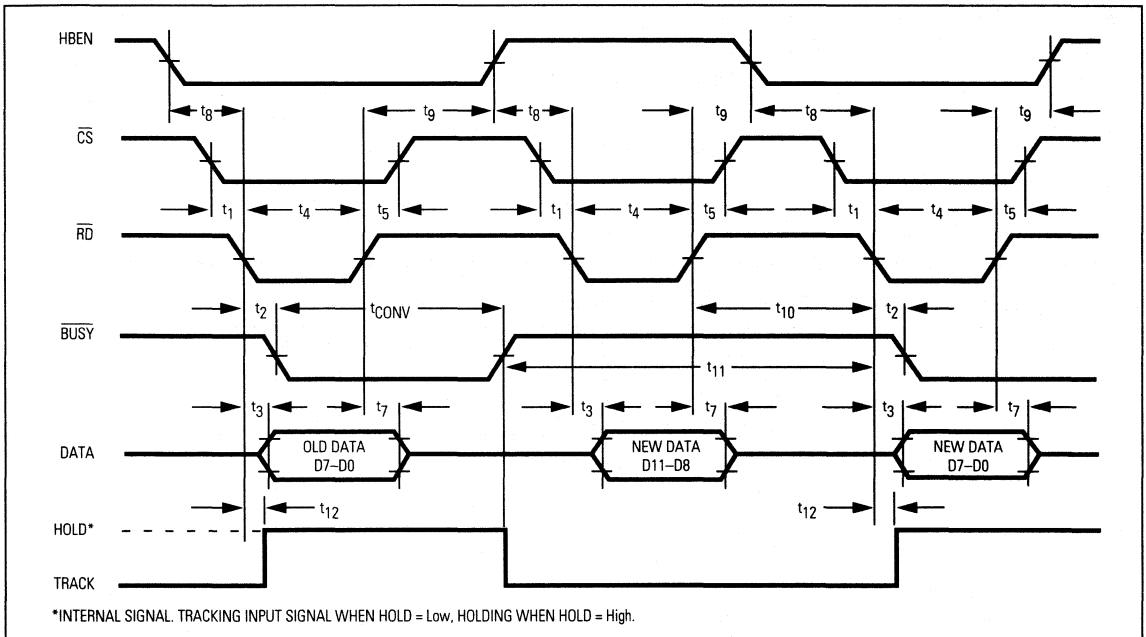 HBEN
t8 t9 t8 t9 t8 t9
CS
t1 t4 t5 t1 t4 t5 t1 t4 t5
RD
t2 tCONV t10 t2
BUSY
t11
t3 t7 t3 t7 t3 t7
DATA
OLD DATA
D7–D0
NEW DATA
D11–D8
NEW DATA
D7–D0
t12 t12
HOLD*
TRACK
*INTERNAL SIGNAL. TRACKING INPUT SIGNAL WHEN HOLD = Low, HOLDING WHEN HOLD = High.